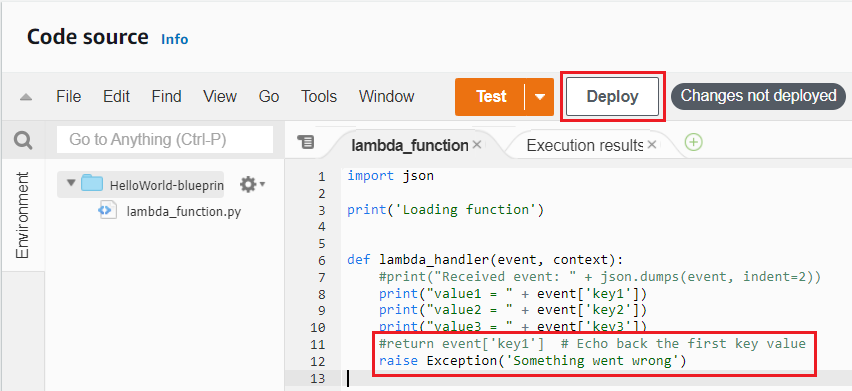 Code source Info
File Edit Find View Go Tools Window Test Deploy Changes not deployed
Go to Anything (Ctrl-P)
lambda_function × Execution results ×
Environment
HelloWorld-blueprin
lambda_function.py
1 import json
2
3 print('Loading function')
4
5
6 def lambda_handler(event, context):
7 #print("Received event: " + json.dumps(event, indent=2))
8 print("value1 = " + event['key1'])
9 print("value2 = " + event['key2'])
10 print("value3 = " + event['key3'])
11 #return event['key1']  # Echo back the first key value
12 raise Exception('Something went wrong')
13